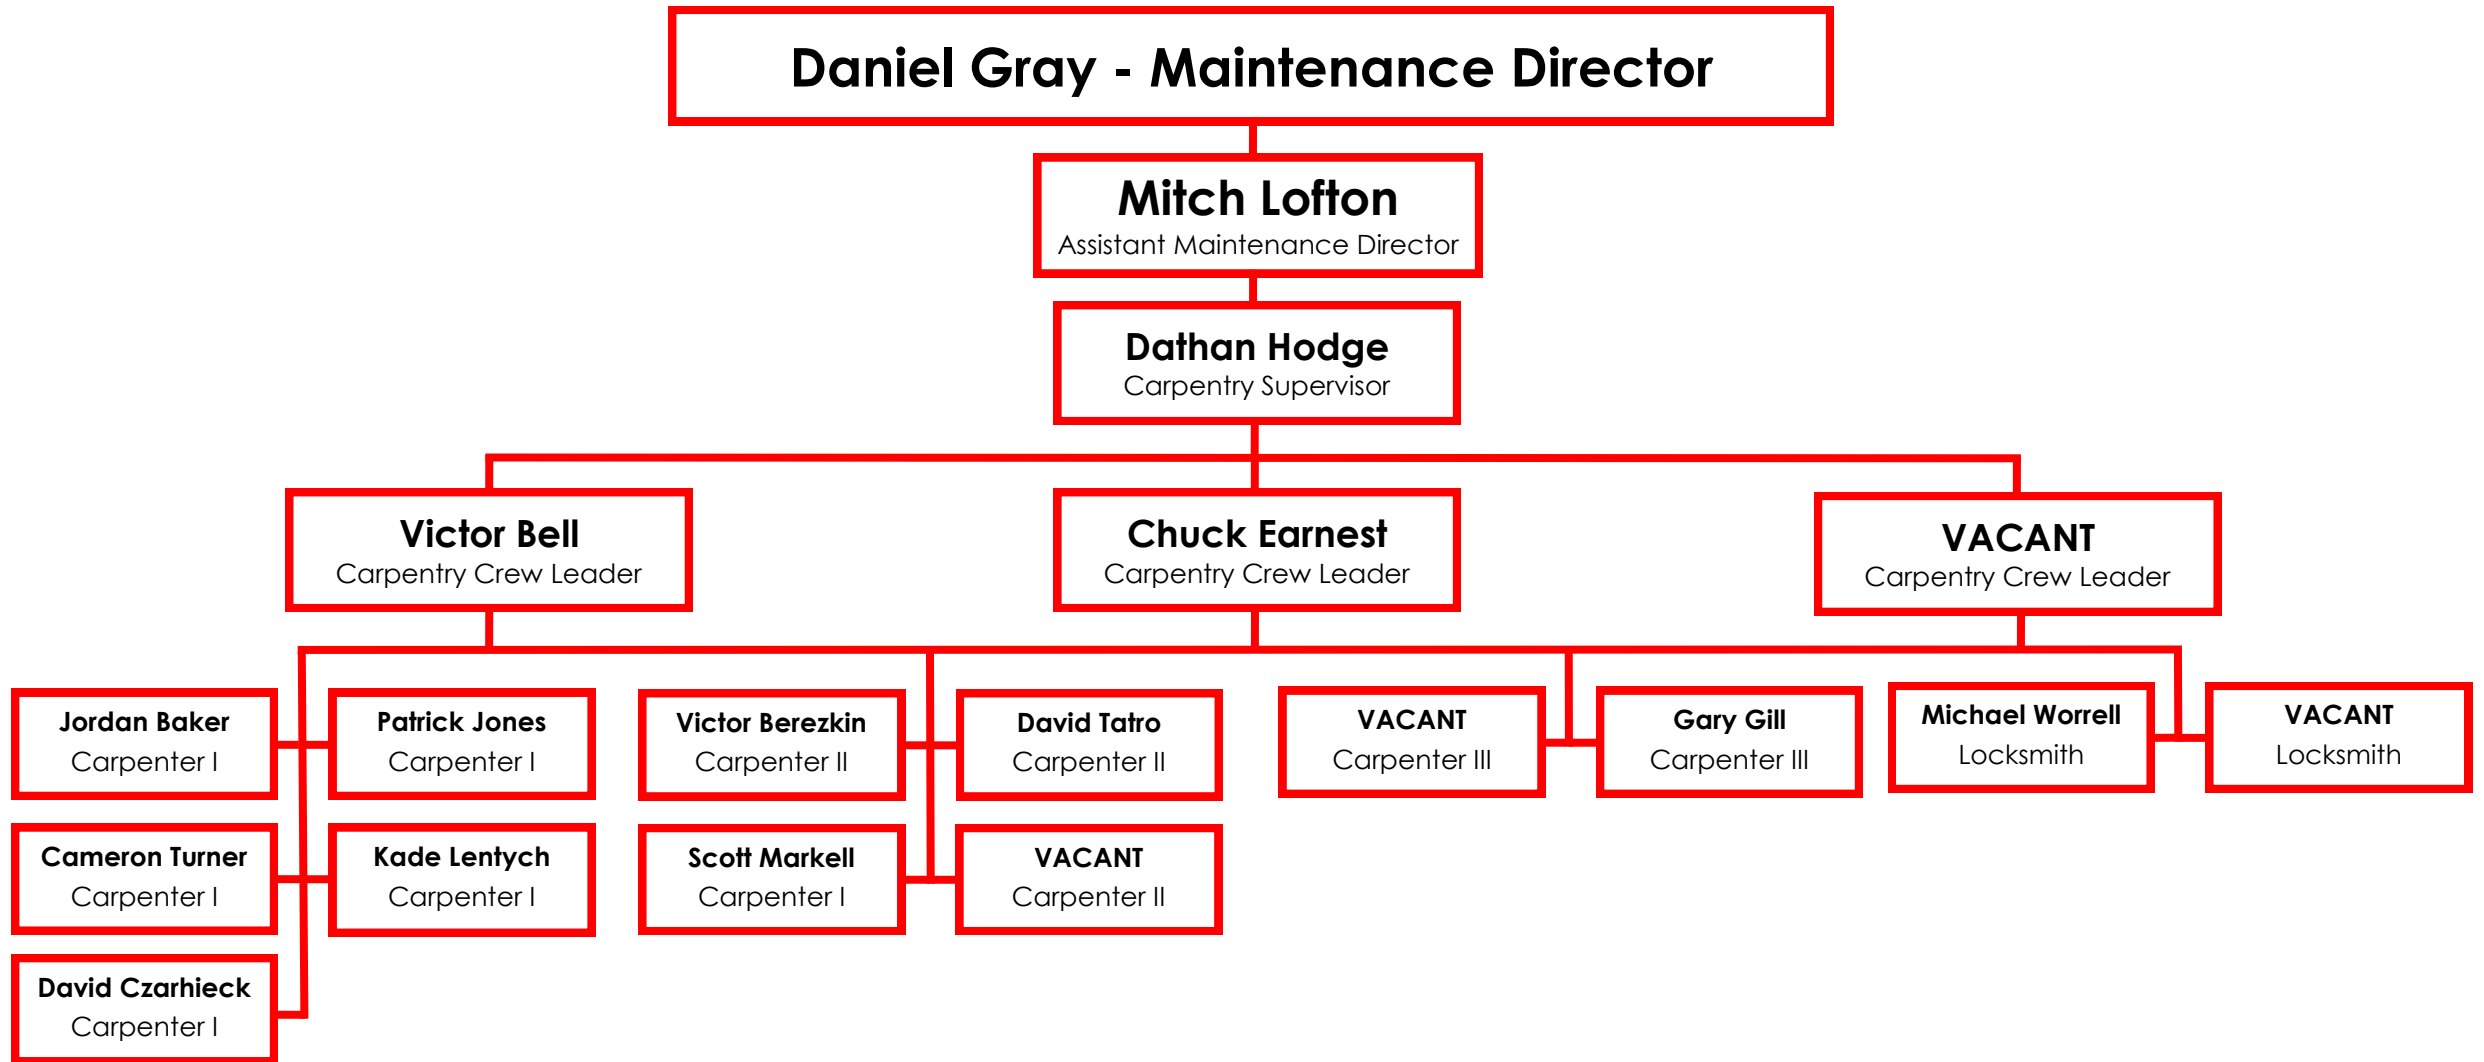 Daniel Gray - Maintenance Director
Mitch Lofton
Assistant Maintenance Director
Dathan Hodge
Carpentry Supervisor
Victor Bell
Carpentry Crew Leader
Chuck Earnest
Carpentry Crew Leader
VACANT
Carpentry Crew Leader
Jordan Baker
Carpenter I
Patrick Jones
Carpenter I
Victor Berezkin
Carpenter II
David Tatro
Carpenter II
VACANT
Carpenter III
Gary Gill
Carpenter III
Michael Worrell
Locksmith
VACANT
Locksmith
Cameron Turner
Carpenter I
Kade Lentych
Carpenter I
Scott Markell
Carpenter I
VACANT
Carpenter II
David Czarhieck
Carpenter I